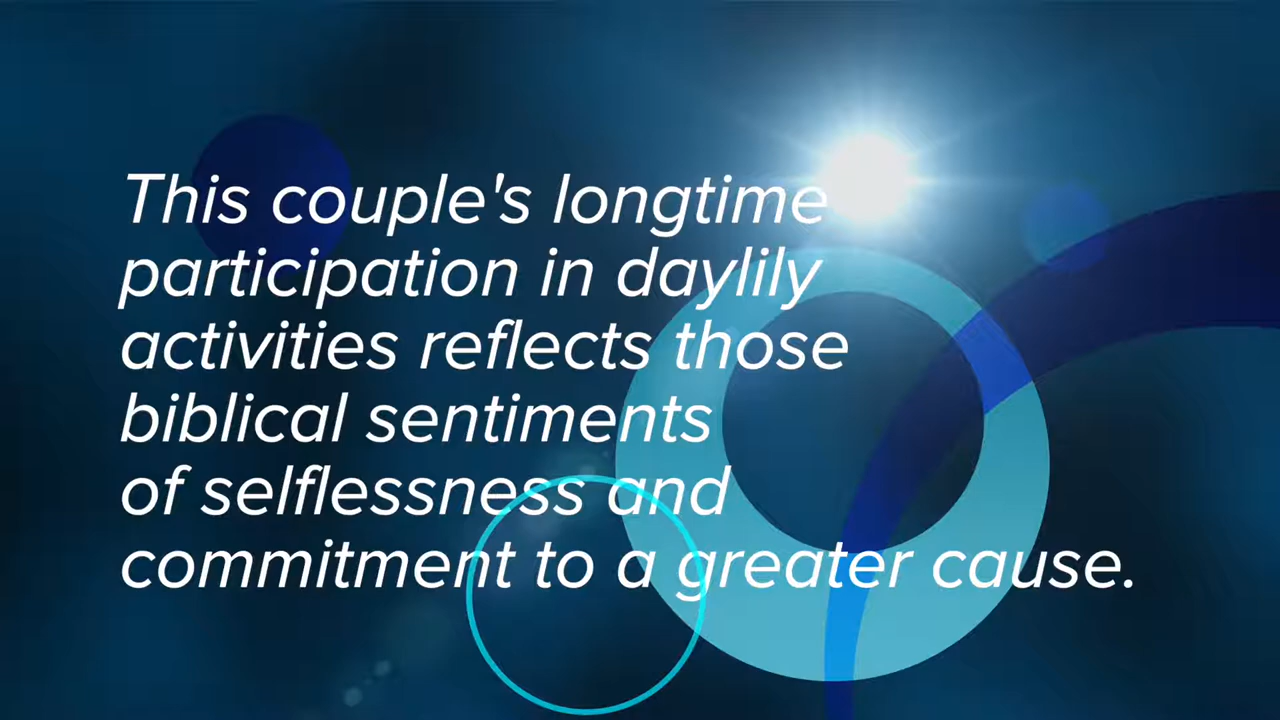 This couple's longtime
participation in daylily
activities reflects those
biblical sentiments
of selflessness and
commitment to a greater cause.